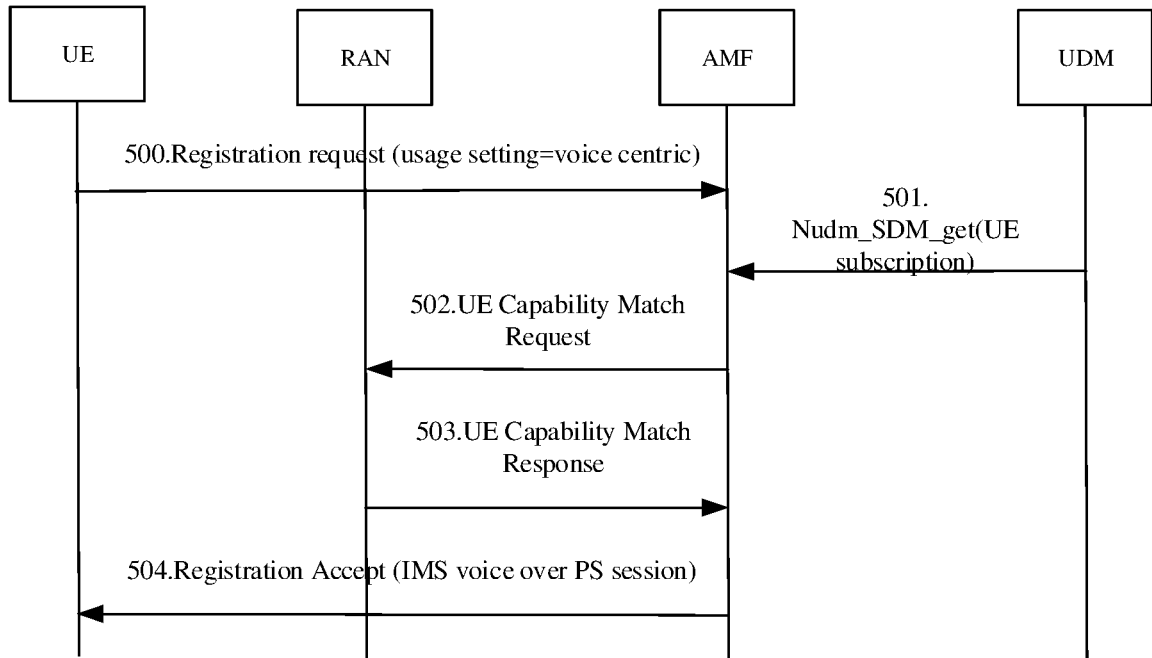 UE
RAN
AMF
UDM
500.Registration request (usage setting=voice centric)
501.
Nudm_SDM_get(UE
subscription)
502.UE Capability Match
Request
503.UE Capability Match
Response
504.Registration Accept (IMS voice over PS session)